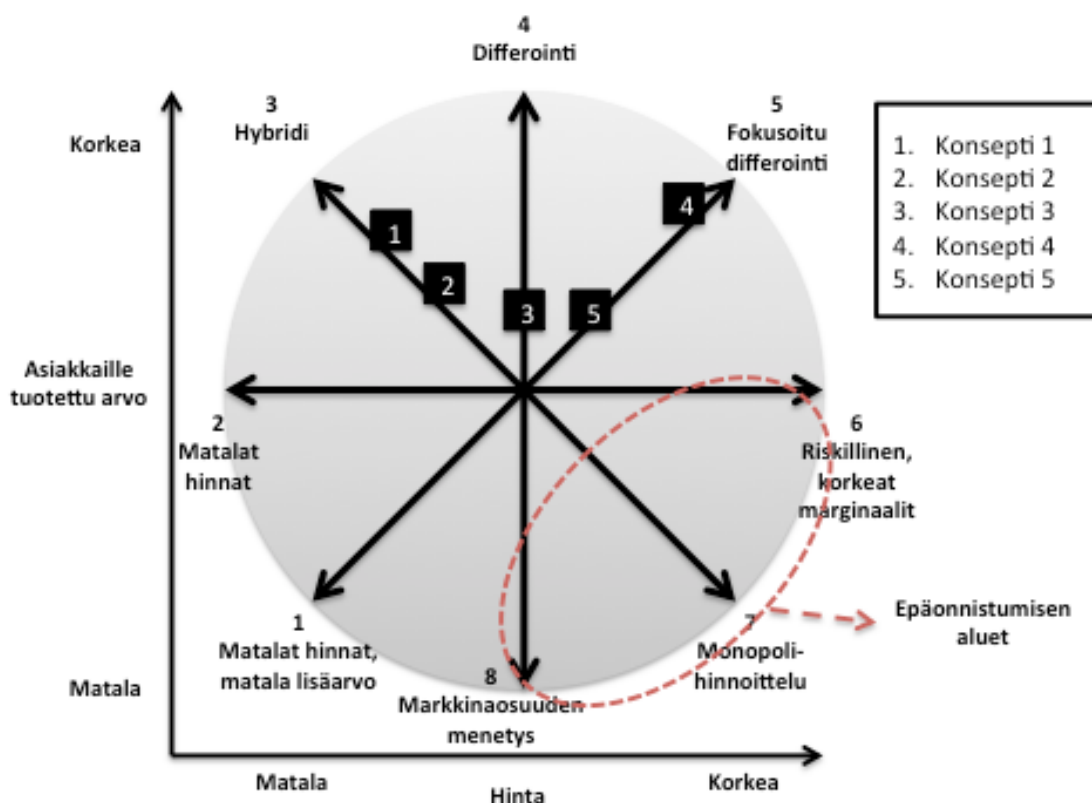 4
Differointi
3
Hybridi
5
Fokusoitu
differointi
Korkea
1. Konsepti 1
2. Konsepti 2
3. Konsepti 3
4. Konsepti 4
5. Konsepti 5
1
4
2
3
5
Asiakkaille
tuotettu arvo
2
Matalat
hinnat
6
Riskillinen,
korkeat
marginaalit
1
Matalat hinnat,
matala lisäarvo
7
Monopoli-
hinnoittelu
Epäonnistumisen
aluet
Matala
8
Markkinaosuuden
menetys
Matala
Hinta
Korkea